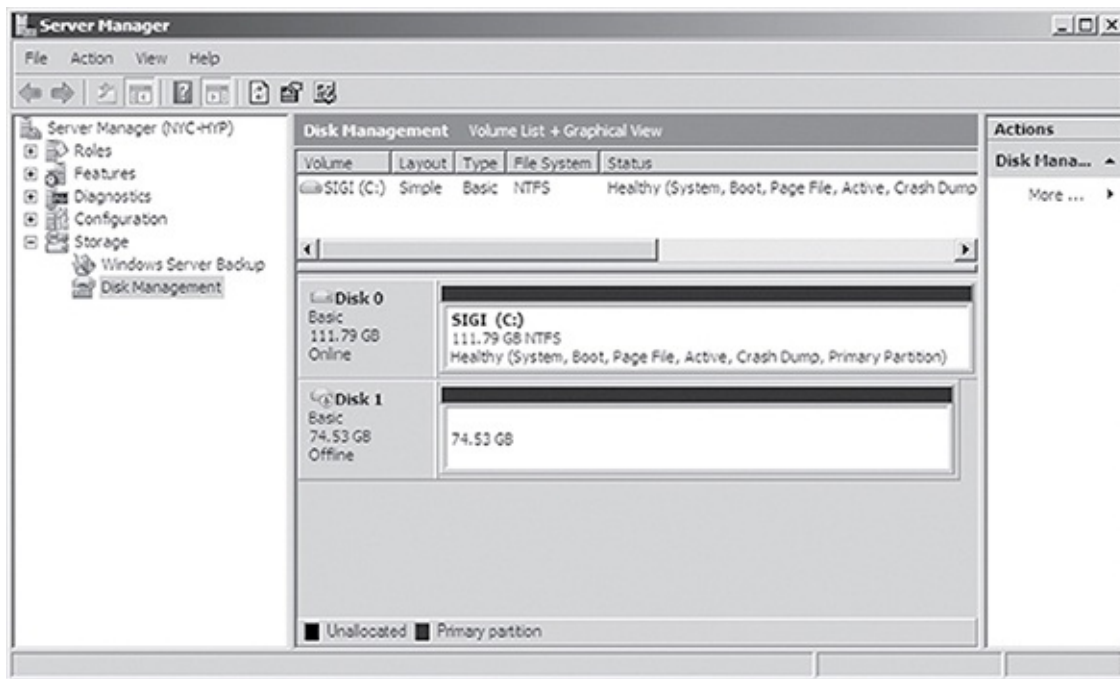 Server Manager
File Action View Help
Server Manager (NYC-HYP)
Roles
Features
Diagnostics
Configuration
Storage
Windows Server Backup
Disk Management
Disk Management Volume List + Graphical View
Volume Layout Type File System Status
SIGI (C:) Simple Basic NTFS Healthy (System, Boot, Page File, Active, Crash Dump
Disk 0
Basic
111.79 GB
Online
SIGI (C:)
111.79 GB NTFS
Healthy (System, Boot, Page File, Active, Crash Dump, Primary Partition)
Disk 1
Basic
74.53 GB
Offline
74.53 GB
Unallocated Primary partition
Actions
Disk Mana...
More ...